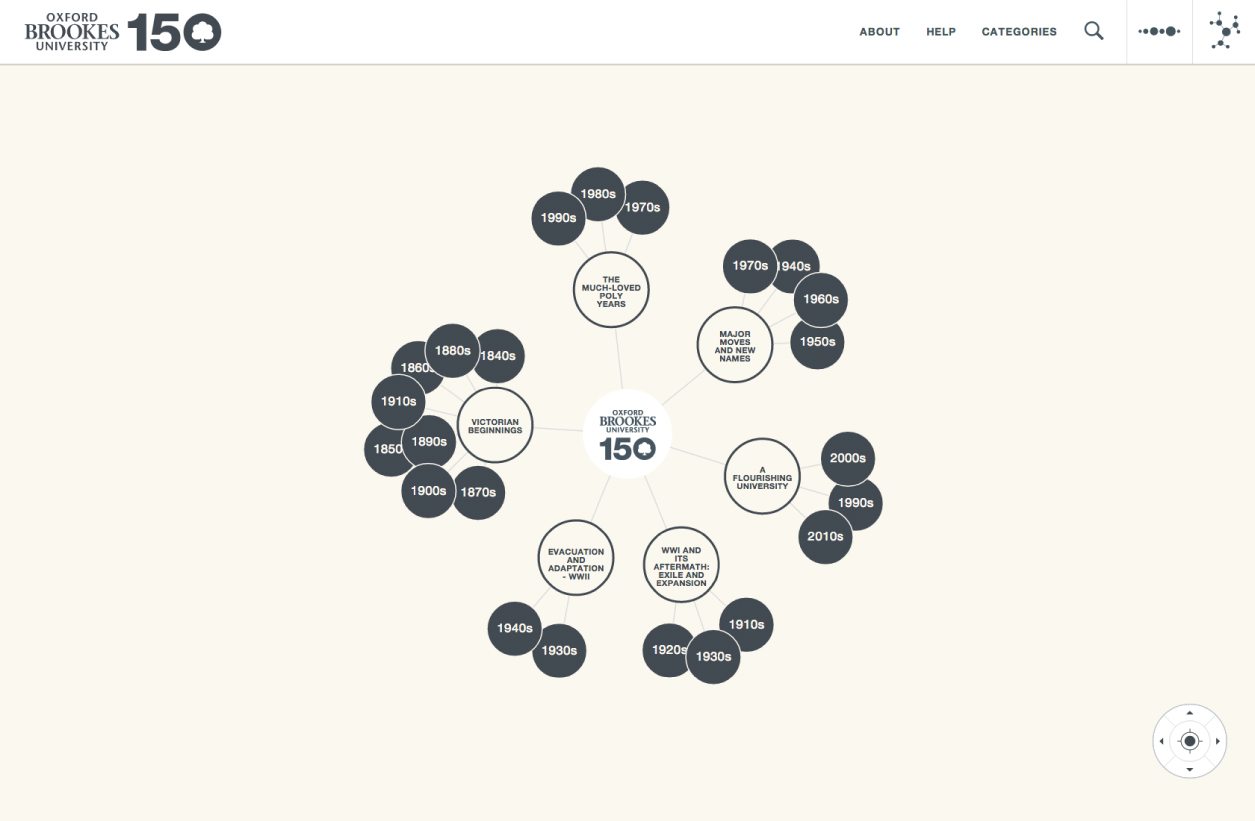 OXFORD
BROOKES
UNIVERSITY
150
ABOUT
HELP
CATEGORIES
1980s
1990s
1970s
THE
MUCH-LOVED
POLY
YEARS
1970s
1940s
1960s
1950s
MAJOR
MOVES
AND NEW
NAMES
1880s
1840s
1860s
1910s
1890s
1850
1900s
1870s
VICTORIAN
BEGINNINGS
OXFORD
BROOKES
UNIVERSITY
150
A
FLOURISHING
UNIVERSITY
2000s
1990s
2010s
EVACUATION
AND
ADAPTATION
- WWII
1940s
1930s
WWI AND
ITS
AFTERMATH:
EXILE AND
EXPANSION
1910s
1920s
1930s